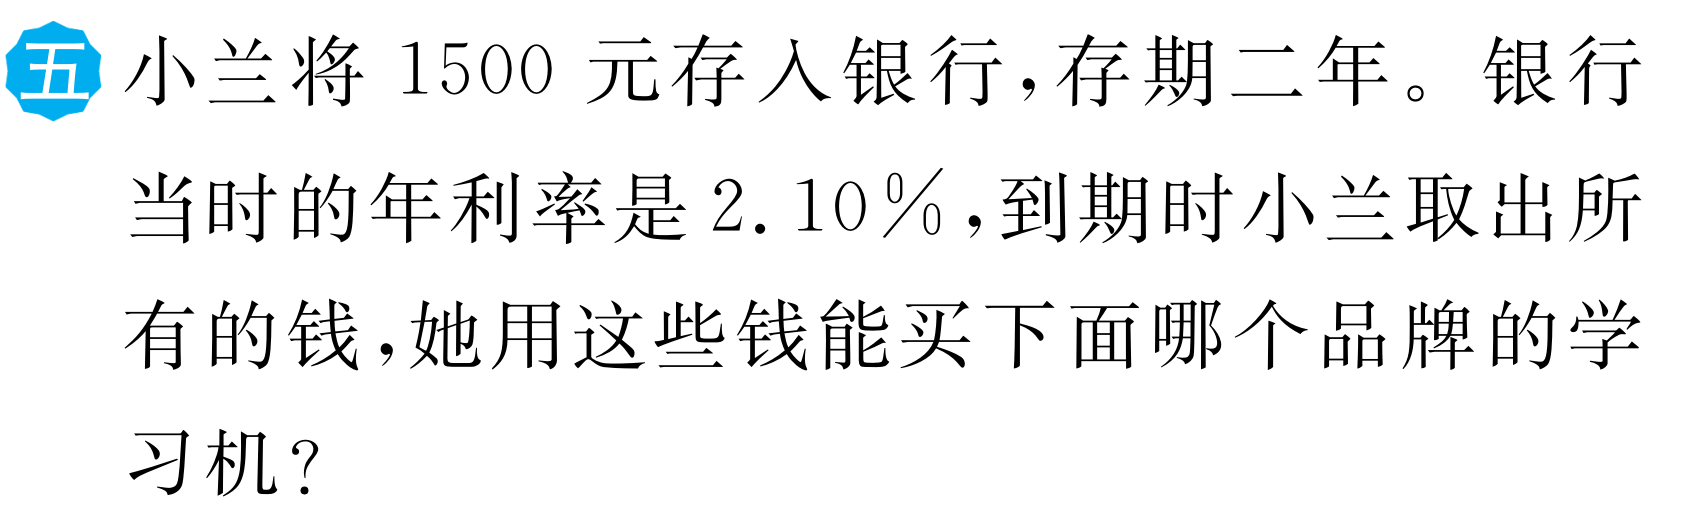 五 小兰将 1500 元存入银行,存期二年。银行
当时的年利率是 2.10%,到期时小兰取出所
有的钱,她用这些钱能买下面哪个品牌的学
习机?